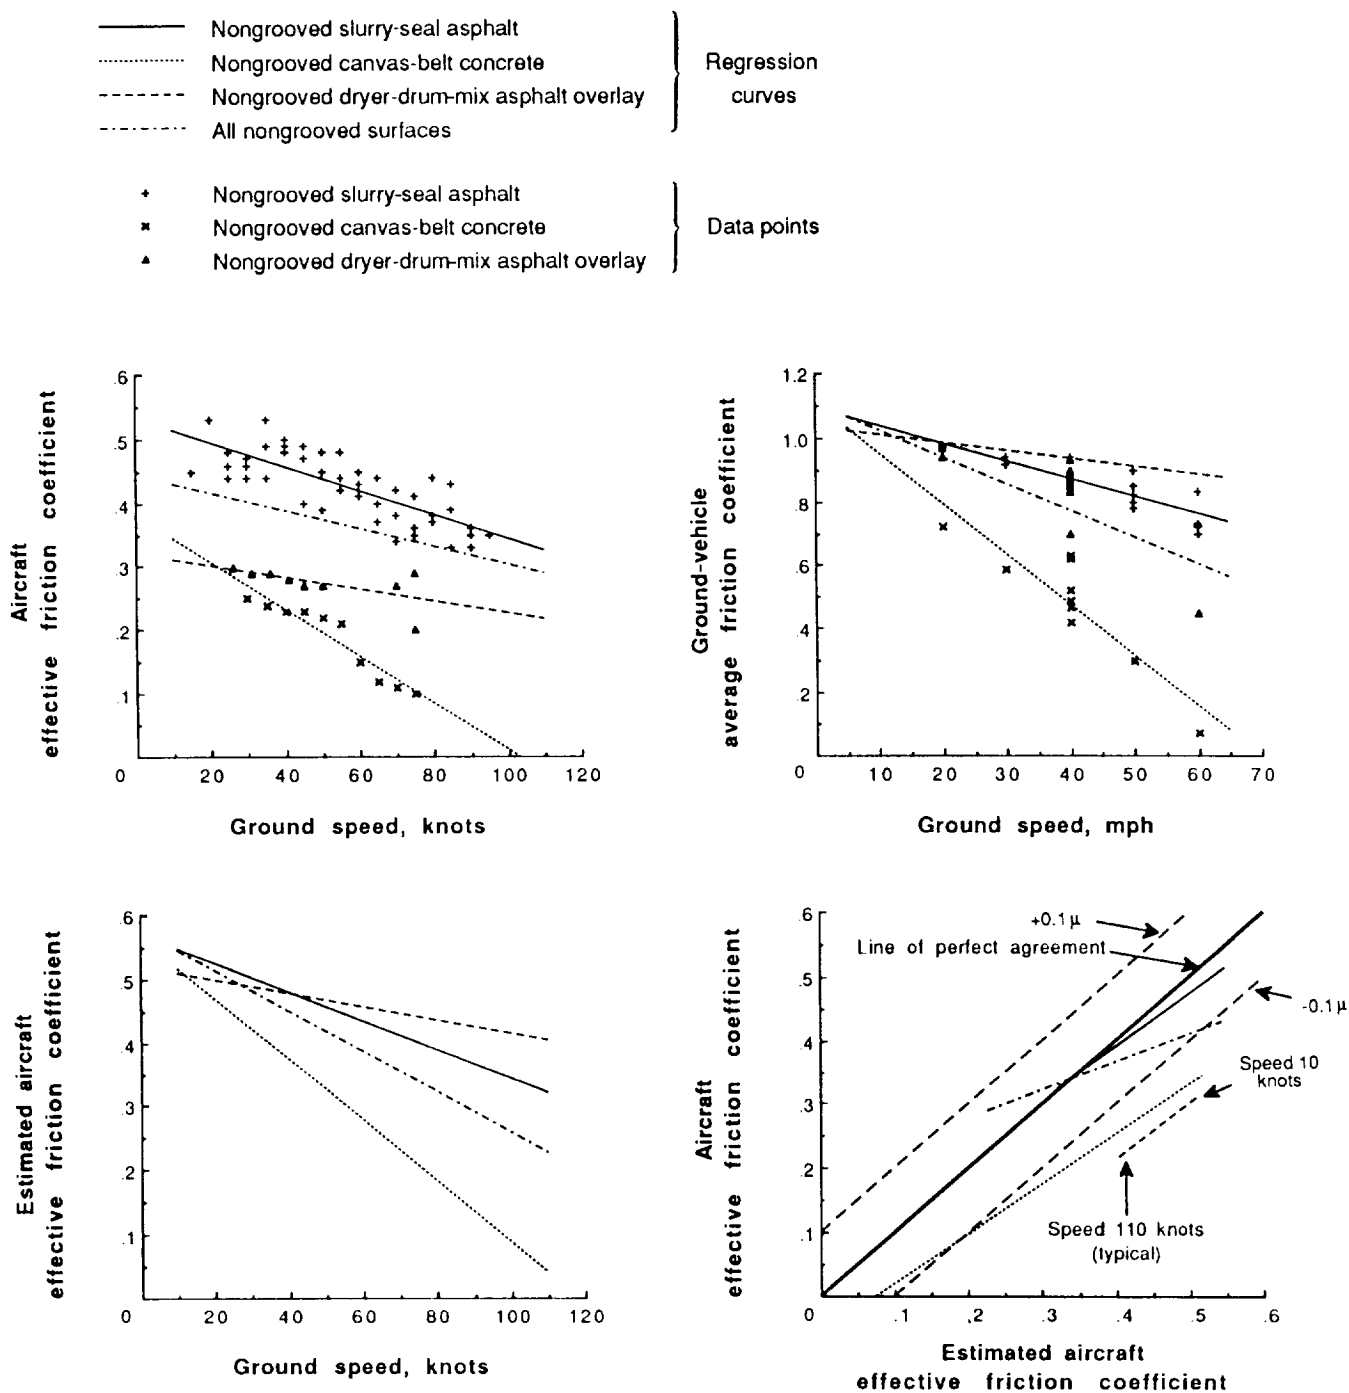 Nongrooved slurry-seal asphalt
Nongrooved canvas-belt concrete
Nongrooved dryer-drum-mix asphalt overlay
All nongrooved surfaces
Regression
curves
Nongrooved slurry-seal asphalt
Nongrooved canvas-belt concrete
Nongrooved dryer-drum-mix asphalt overlay
Data points
Aircraft
effective friction coefficient
.6
.5
.4
.3
.2
.1
0 20 40 60 80 100 120
Ground speed, knots
Ground-vehicle
average friction coefficient
1.2
1.0
.8
.6
.4
.2
0 10 20 30 40 50 60 70
Ground speed, mph
Estimated aircraft
effective friction coefficient
.6
.5
.4
.3
.2
.1
0 20 40 60 80 100 120
Ground speed, knots
Aircraft
effective friction coefficient
.6
.5
.4
.3
.2
.1
+0.1μ
Line of perfect agreement
-0.1μ
Speed 10
knots
Speed 110 knots
(typical)
0 .1 .2 .3 .4 .5 .6
Estimated aircraft
effective friction coefficient